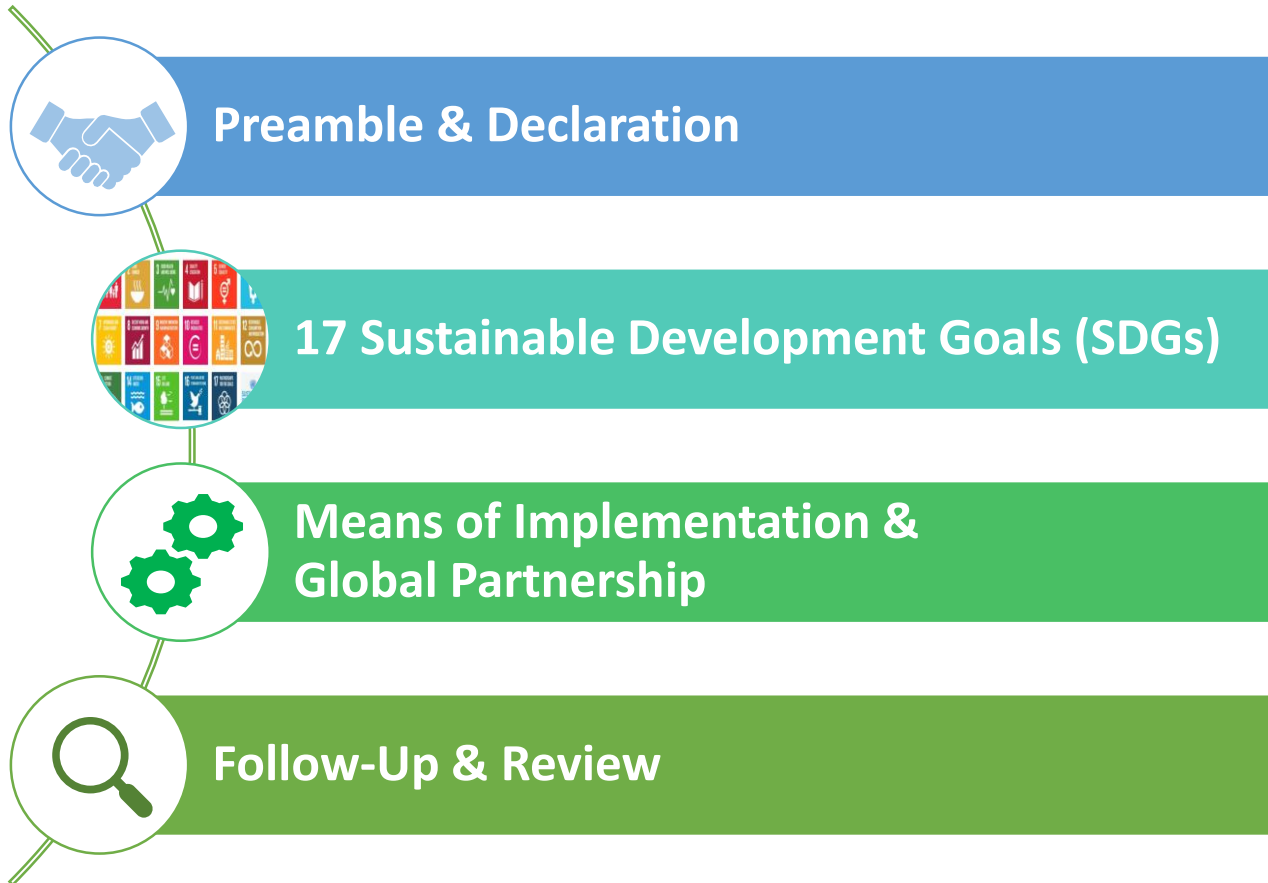 Preamble & Declaration
17 Sustainable Development Goals (SDGs)
Means of Implementation &
Global Partnership
Follow-Up & Review